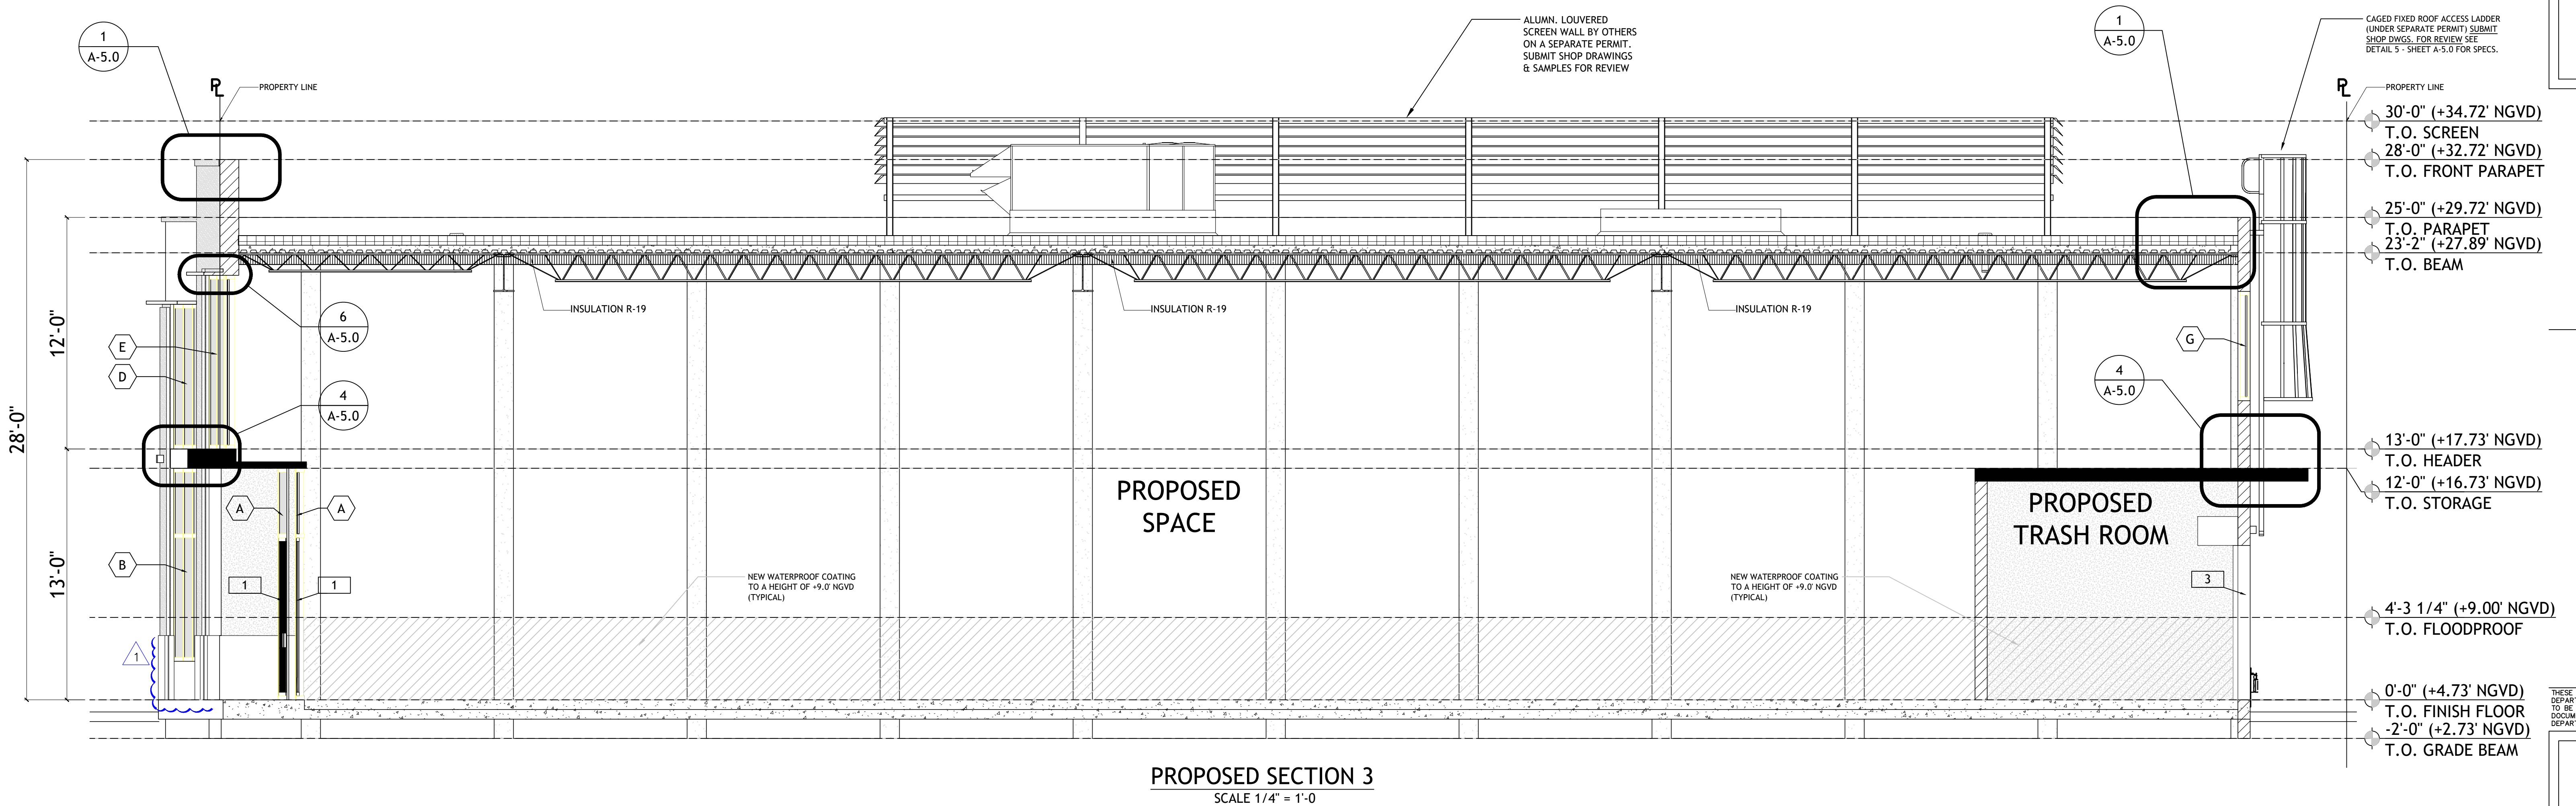 1
A-5.0
PL
PROPERTY LINE
ALUMN. LOUVERED
SCREEN WALL BY OTHERS
ON A SEPARATE PERMIT.
SUBMIT SHOP DRAWINGS
& SAMPLES FOR REVIEW
1
A-5.0
CAGED FIXED ROOF ACCESS LADDER
(UNDER SEPARATE PERMIT) SUBMIT
SHOP DWGS. FOR REVIEW SEE
DETAIL 5 - SHEET A-5.0 FOR SPECS.
PL
PROPERTY LINE
30'-0" (+34.72' NGVD)
T.O. SCREEN
28'-0" (+32.72' NGVD)
T.O. FRONT PARAPET
25'-0" (+29.72' NGVD)
T.O. PARAPET
23'-2" (+27.89' NGVD)
T.O. BEAM
INSULATION R-19
INSULATION R-19
INSULATION R-19
6
A-5.0
E
D
G
4
A-5.0
4
A-5.0
12'-0"
28'-0"
13'-0"
13'-0" (+17.73' NGVD)
T.O. HEADER
12'-0" (+16.73' NGVD)
T.O. STORAGE
A
A
B
1
1
PROPOSED
SPACE
PROPOSED
TRASH ROOM
NEW WATERPROOF COATING
TO A HEIGHT OF +9.0' NGVD
(TYPICAL)
NEW WATERPROOF COATING
TO A HEIGHT OF +9.0' NGVD
(TYPICAL)
3
4'-3 1/4" (+9.00' NGVD)
T.O. FLOODPROOF
1
0'-0" (+4.73' NGVD)
T.O. FINISH FLOOR
-2'-0" (+2.73' NGVD)
T.O. GRADE BEAM
THESE
DEPAR
TO BE
DOCUM
DEPAR
PROPOSED SECTION 3
SCALE 1/4" = 1'-0